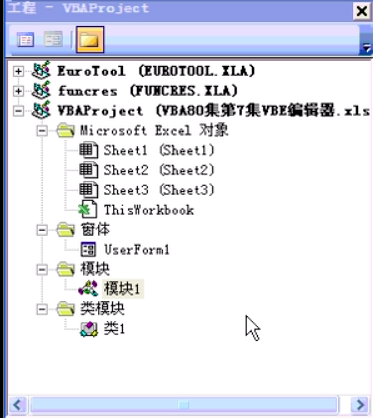 工程 - VBAProject
EuroTool (EUROTOOL.XLA)
funcres (FUNCRES.XLA)
VBAProject (VBA80集第7集VBE编辑器.xls
Microsoft Excel 对象
Sheet1 (Sheet1)
Sheet2 (Sheet2)
Sheet3 (Sheet3)
ThisWorkbook
窗体
UserForm1
模块
模块1
类模块
类1